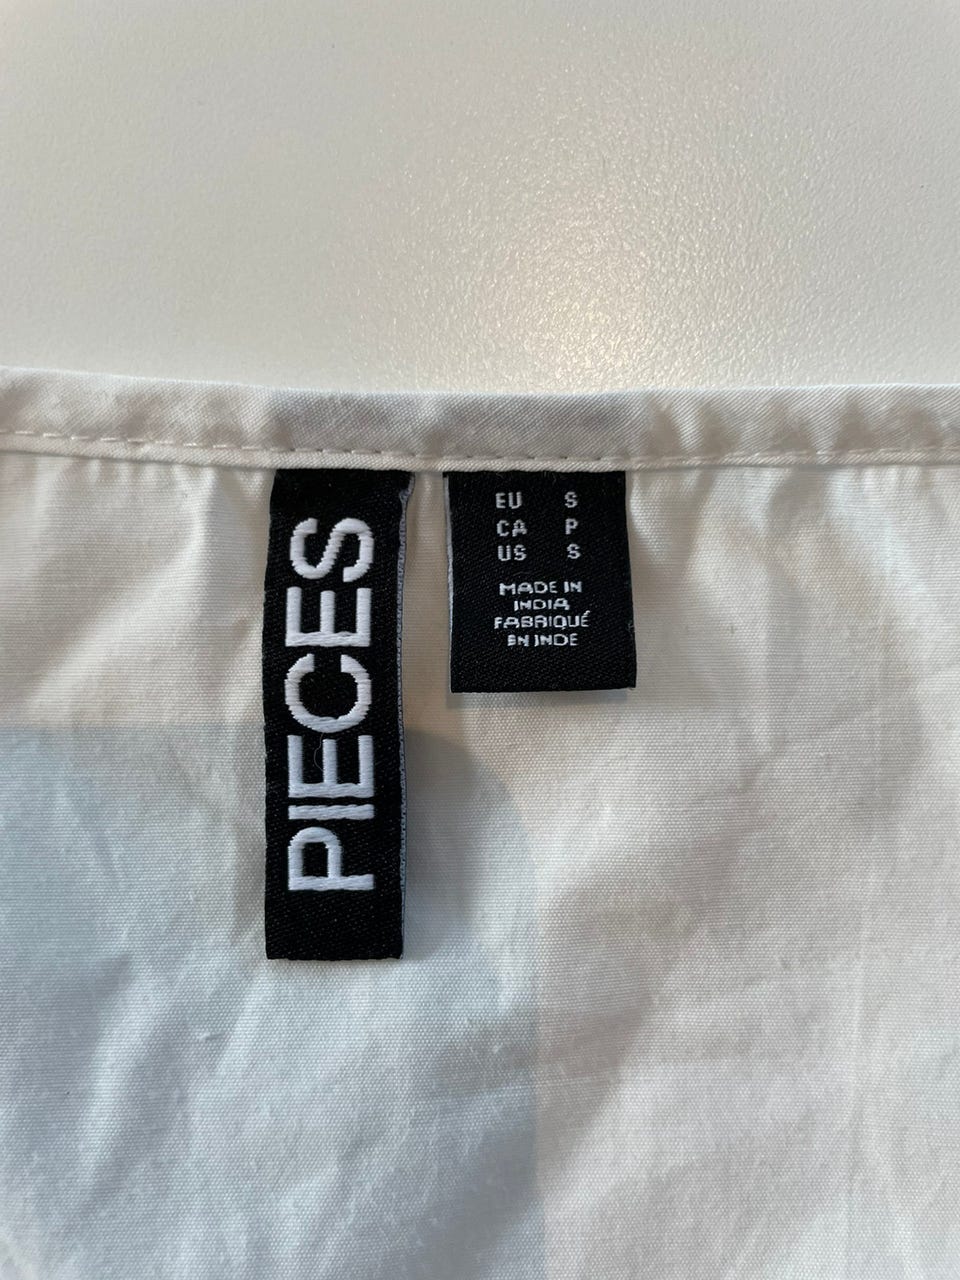 PIECES
EU S
CA P
US S
MADE IN
INDIA
FABRIQUÉ
EN INDE